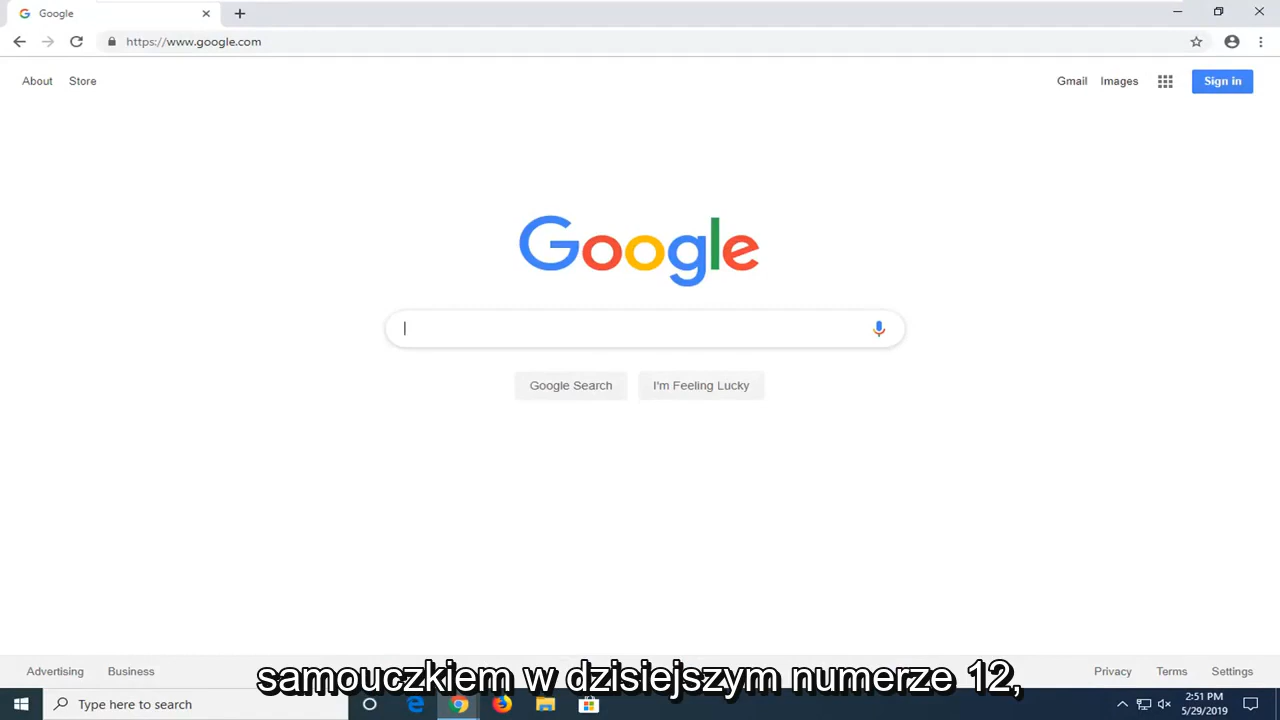 Google
https://www.google.com
About Store
Gmail Images Sign in
Google
Google Search I'm Feeling Lucky
Advertising Business
Privacy Terms Settings
samouczkiem w dzisiejszym numerze 12,
Type here to search
2:51 PM
5/29/2019